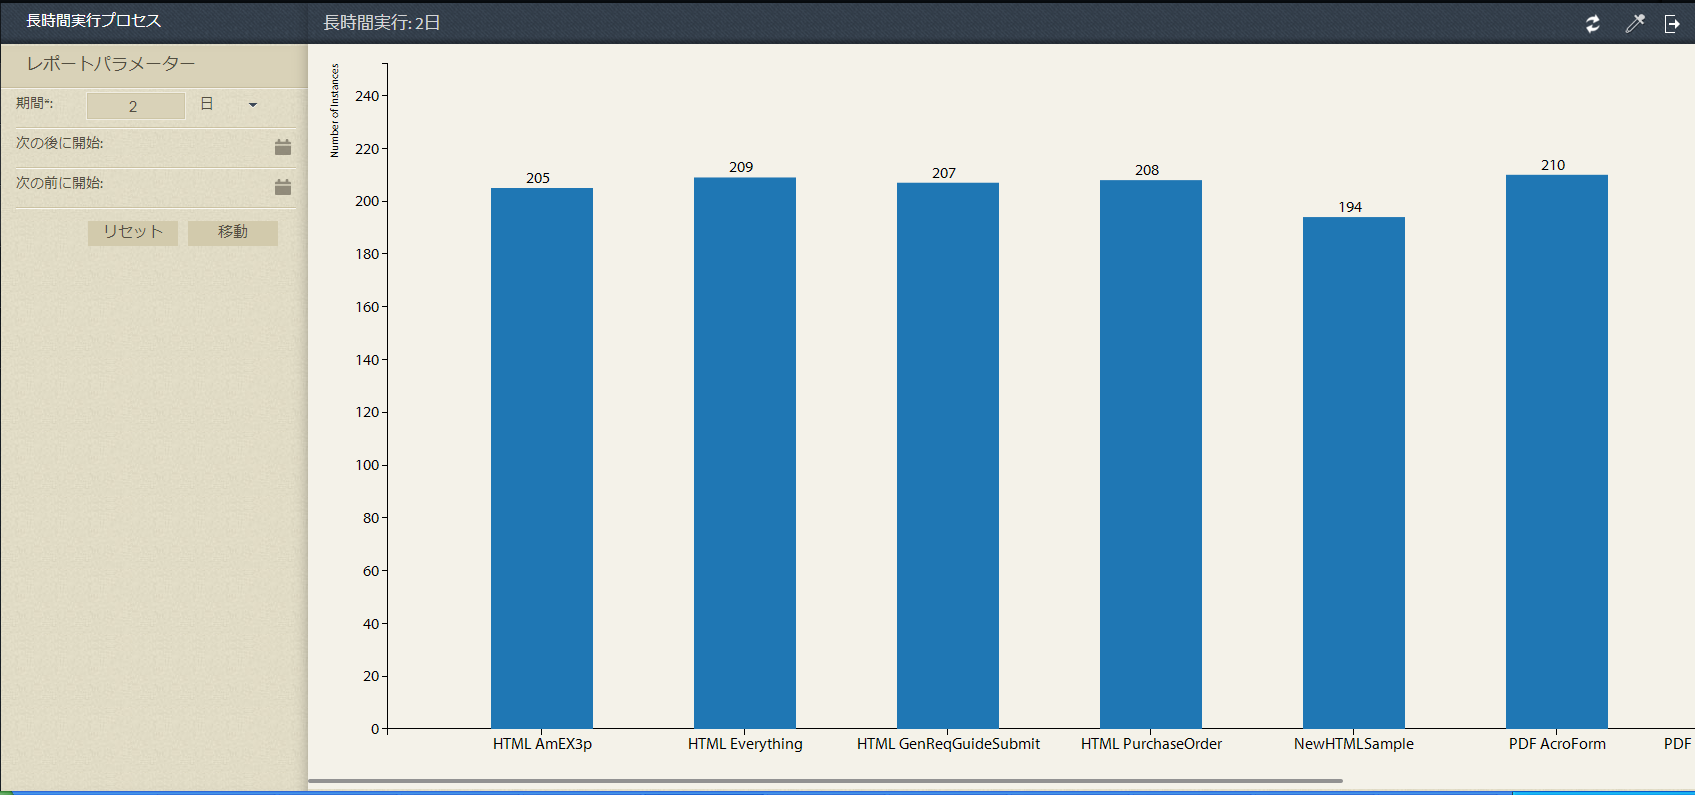 長時間実行プロセス
長時間実行: 2日
レポートパラメーター
期間*:
2
日
次の後に開始:
次の前に開始:
リセット
移動
Number of Instances
240
220
200
180
160
140
120
100
80
60
40
20
0
205
209
207
208
194
210
HTML AmEX3p
HTML Everything
HTML GenReqGuideSubmit
HTML PurchaseOrder
NewHTMLSample
PDF AcroForm
PDF